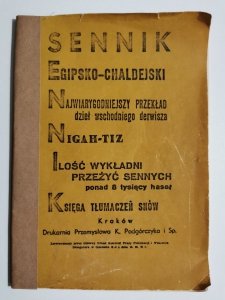 SENNIK
EGIPSKO-CHALDEJSKI
NAJWIARYGODNIEJSZY PRZEKŁAD
dzieł wschodniego derwisza
NIGAH-TIZ
ILOŚĆ WYKŁADNI
PRZEŻYĆ SENNYCH
ponad 8 tysięcy haseł
KSIĘGA TŁUMACZEŃ SNÓW
Kraków
Drukarnia Przemysłowa K. Podgórczyka i Sp.